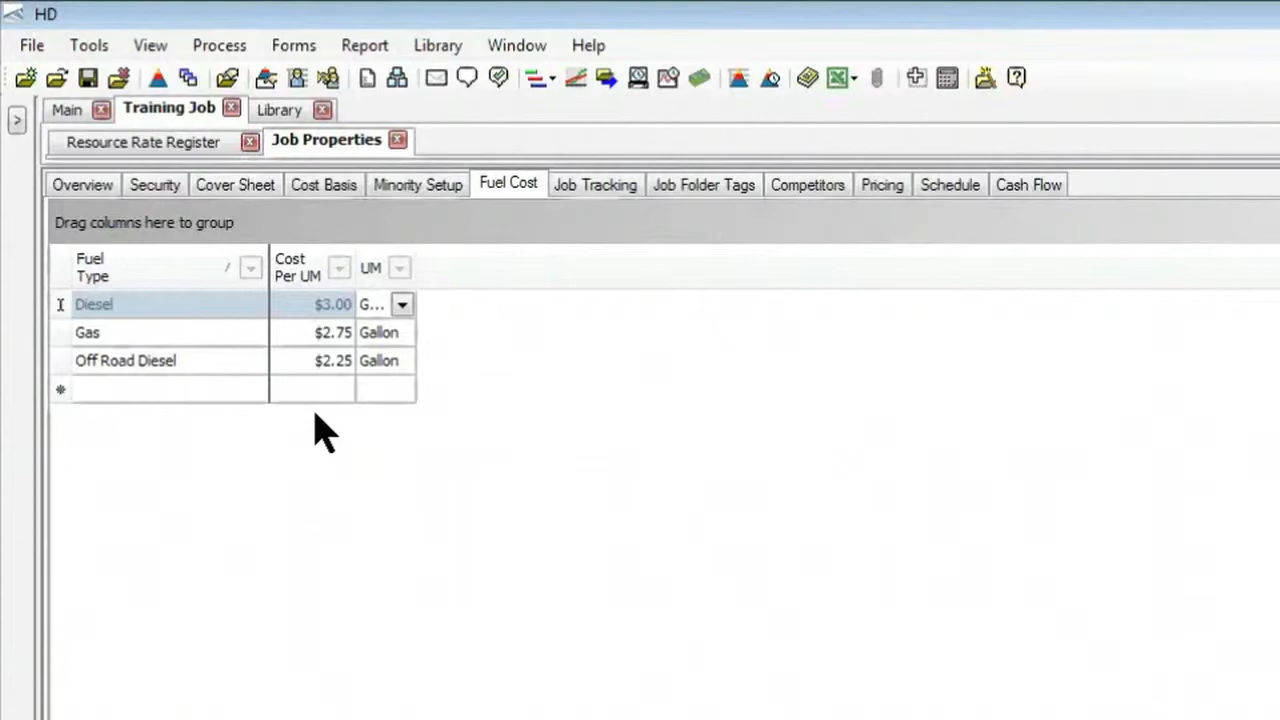 HD
File Tools View Process Forms Report Library Window Help
Main Training Job Library
Resource Rate Register Job Properties
Overview Security Cover Sheet Cost Basis Minority Setup Fuel Cost Job Tracking Job Folder Tags Competitors Pricing Schedule Cash Flow
Drag columns here to group
Fuel Type / Cost Per UM UM
Diesel $3.00 G...
Gas $2.75 Gallon
Off Road Diesel $2.25 Gallon